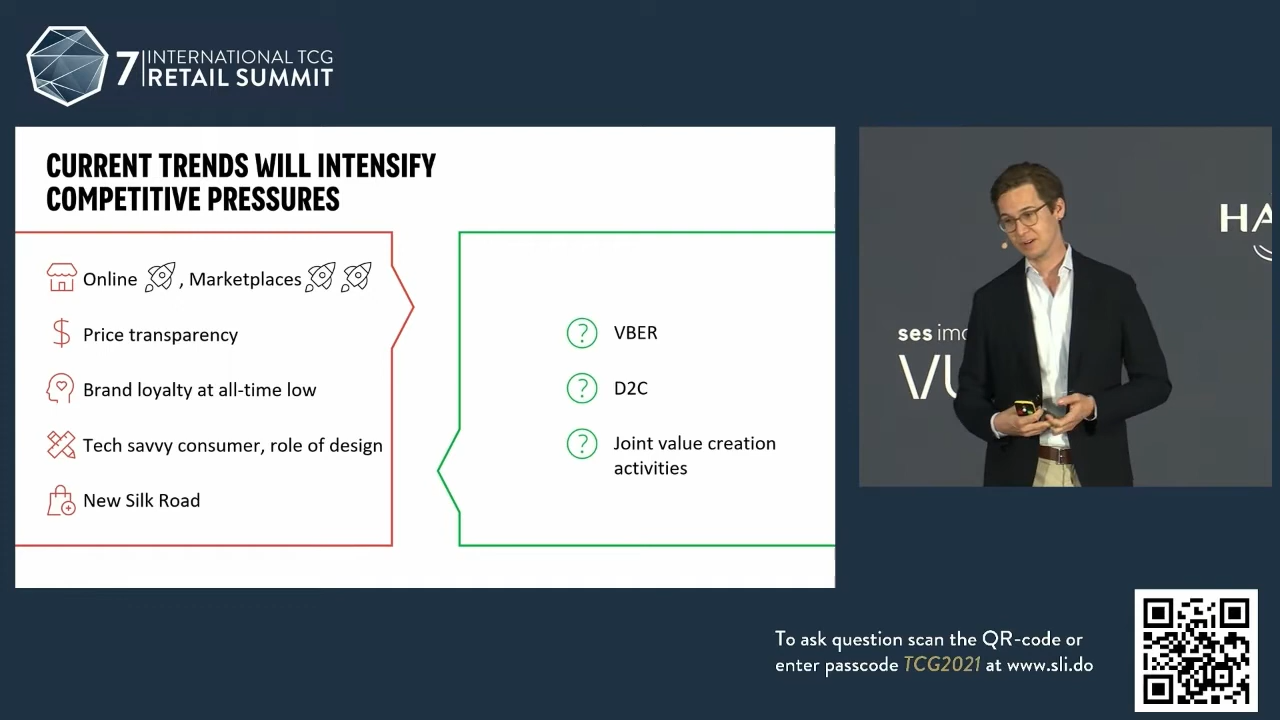 7 INTERNATIONAL TCG
RETAIL SUMMIT
CURRENT TRENDS WILL INTENSIFY
COMPETITIVE PRESSURES
Online , Marketplaces
Price transparency
Brand loyalty at all-time low
Tech savvy consumer, role of design
New Silk Road
? VBER
? D2C
? Joint value creation
activities
HA
ses
VU
To ask question scan the QR-code or
enter passcode TCG2021 at www.sli.do